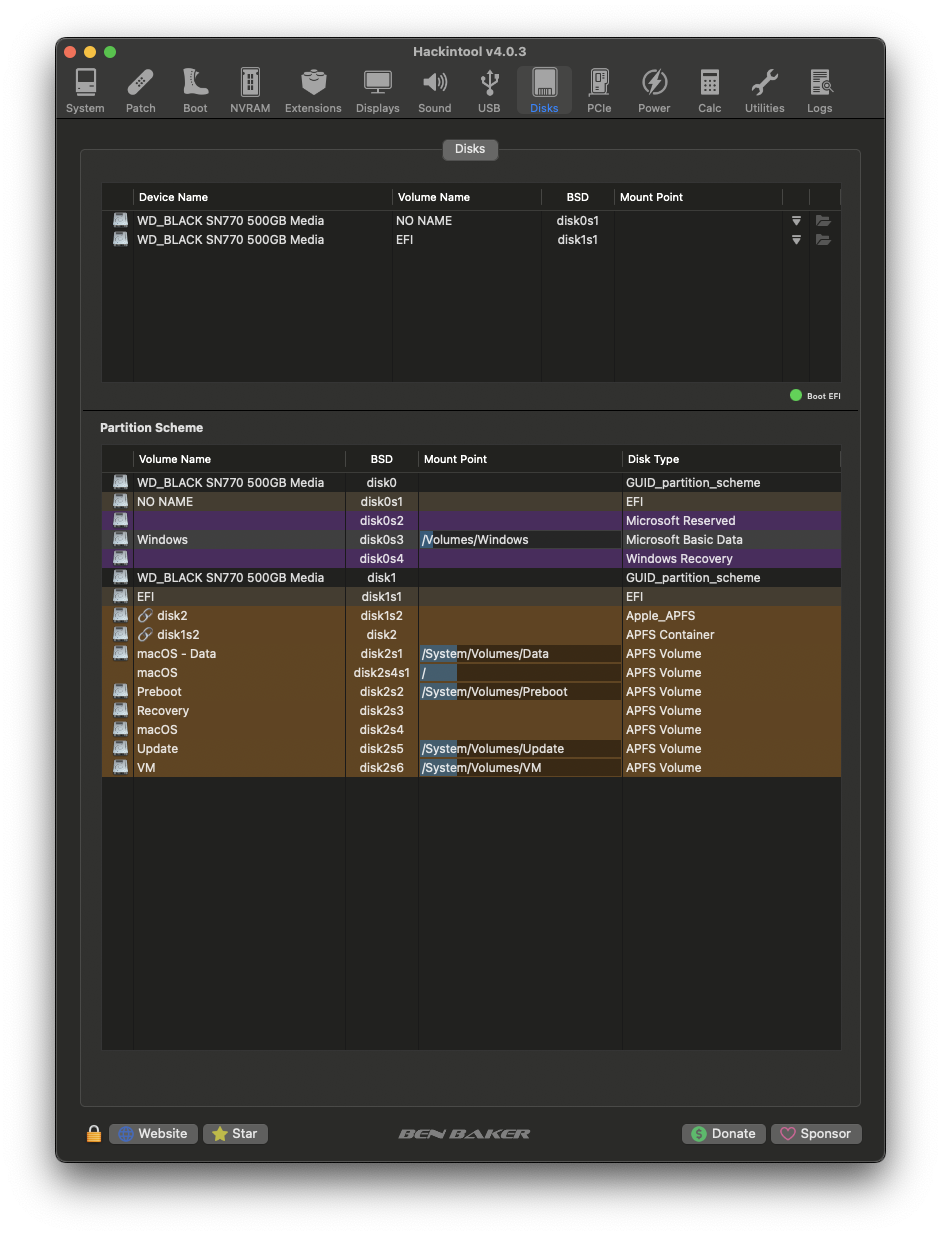 Hackintool v4.0.3
System Patch Boot NVRAM Extensions Displays Sound USB Disks PCIe Power Calc Utilities Logs
Disks
Device Name Volume Name BSD Mount Point
WD_BLACK SN770 500GB Media NO NAME disk0s1
WD_BLACK SN770 500GB Media EFI disk1s1
Boot EFI
Partition Scheme
Volume Name BSD Mount Point Disk Type
WD_BLACK SN770 500GB Media disk0 GUID_partition_scheme
NO NAME disk0s1 EFI
disk0s2 Microsoft Reserved
Windows disk0s3 /Volumes/Windows Microsoft Basic Data
disk0s4 Windows Recovery
WD_BLACK SN770 500GB Media disk1 GUID_partition_scheme
EFI disk1s1 EFI
disk2 disk1s2 Apple_APFS
disk1s2 disk2 APFS Container
macOS - Data disk2s1 /System/Volumes/Data APFS Volume
macOS disk2s4s1 / APFS Volume
Preboot disk2s2 /System/Volumes/Preboot APFS Volume
Recovery disk2s3 APFS Volume
macOS disk2s4 APFS Volume
Update disk2s5 /System/Volumes/Update APFS Volume
VM disk2s6 /System/Volumes/VM APFS Volume
Website Star BEN BAKER Donate Sponsor